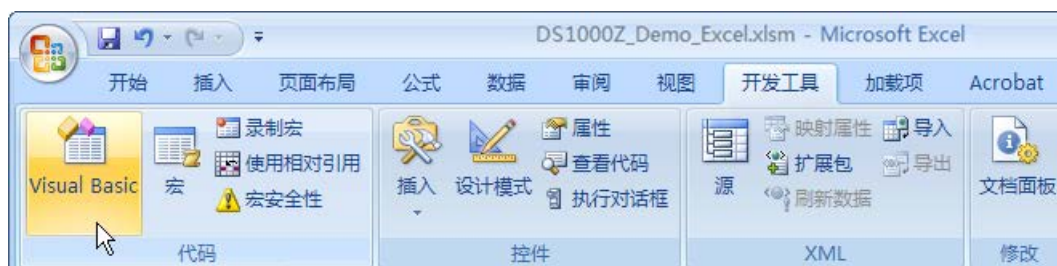 DS1000Z_Demo_Excel.xlsm - Microsoft Excel
开始 插入 页面布局 公式 数据 审阅 视图 开发工具 加载项 Acrobat
Visual Basic
宏
录制宏
使用相对引用
宏安全性
代码
插入
设计模式
属性
查看代码
执行对话框
控件
源
映射属性
扩展包
刷新数据
导入
导出
XML
文档面板
修改